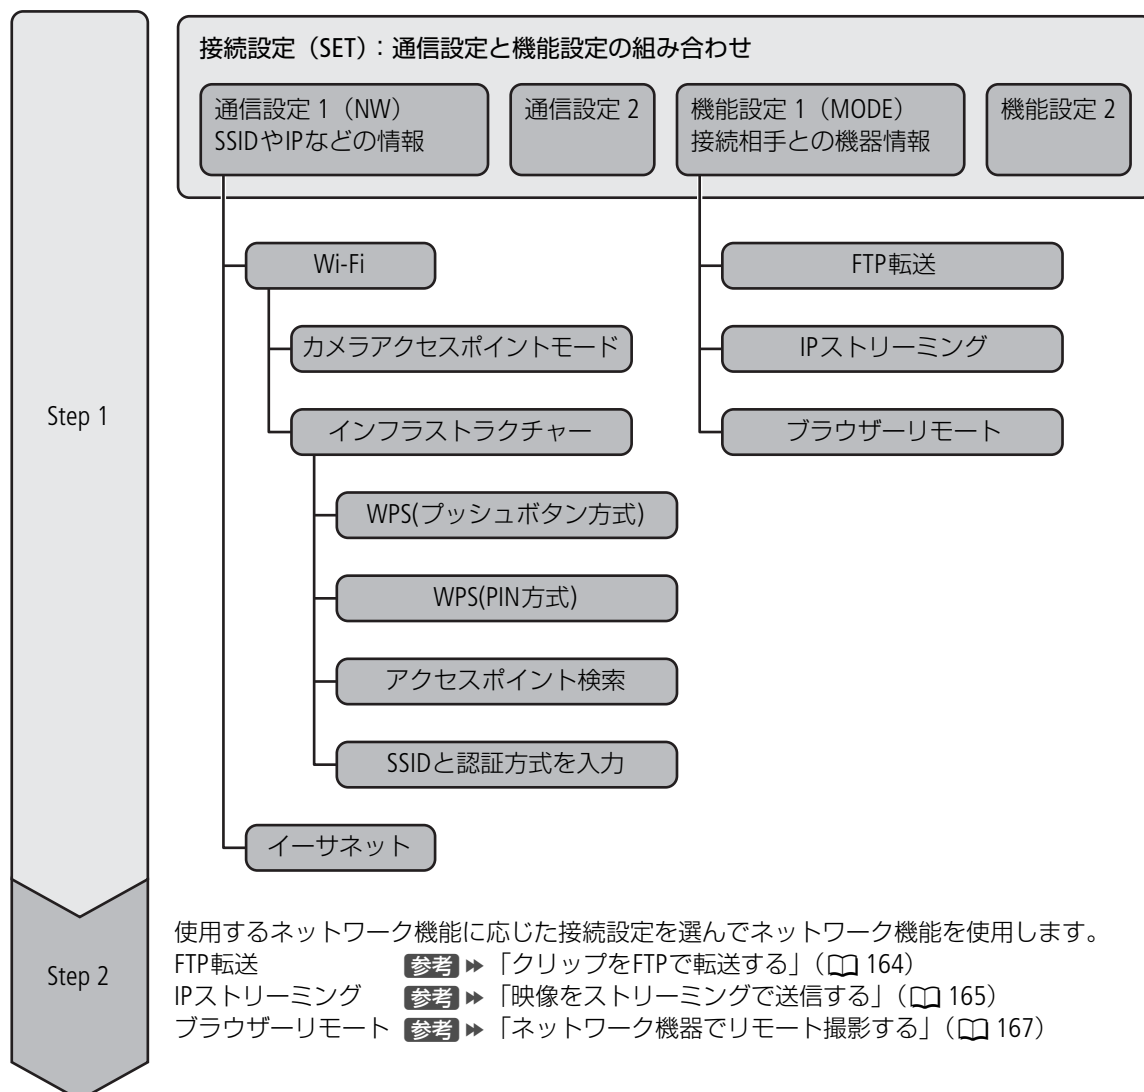 接続設定（SET）：通信設定と機能設定の組み合わせ
通信設定 1（NW）
SSIDやIPなどの情報
通信設定 2
機能設定 1（MODE）
接続相手との機器情報
機能設定 2
Wi-Fi
カメラアクセスポイントモード
インフラストラクチャー
WPS(プッシュボタン方式)
WPS(PIN方式)
アクセスポイント検索
SSIDと認証方式を入力
イーサネット
FTP転送
IPストリーミング
ブラウザーリモート
Step 1
Step 2
使用するネットワーク機能に応じた接続設定を選んでネットワーク機能を使用します。
FTP転送 参考 「クリップをFTPで転送する」（164）
IPストリーミング 参考 「映像をストリーミングで送信する」（165）
ブラウザーリモート 参考 「ネットワーク機器でリモート撮影する」（167）